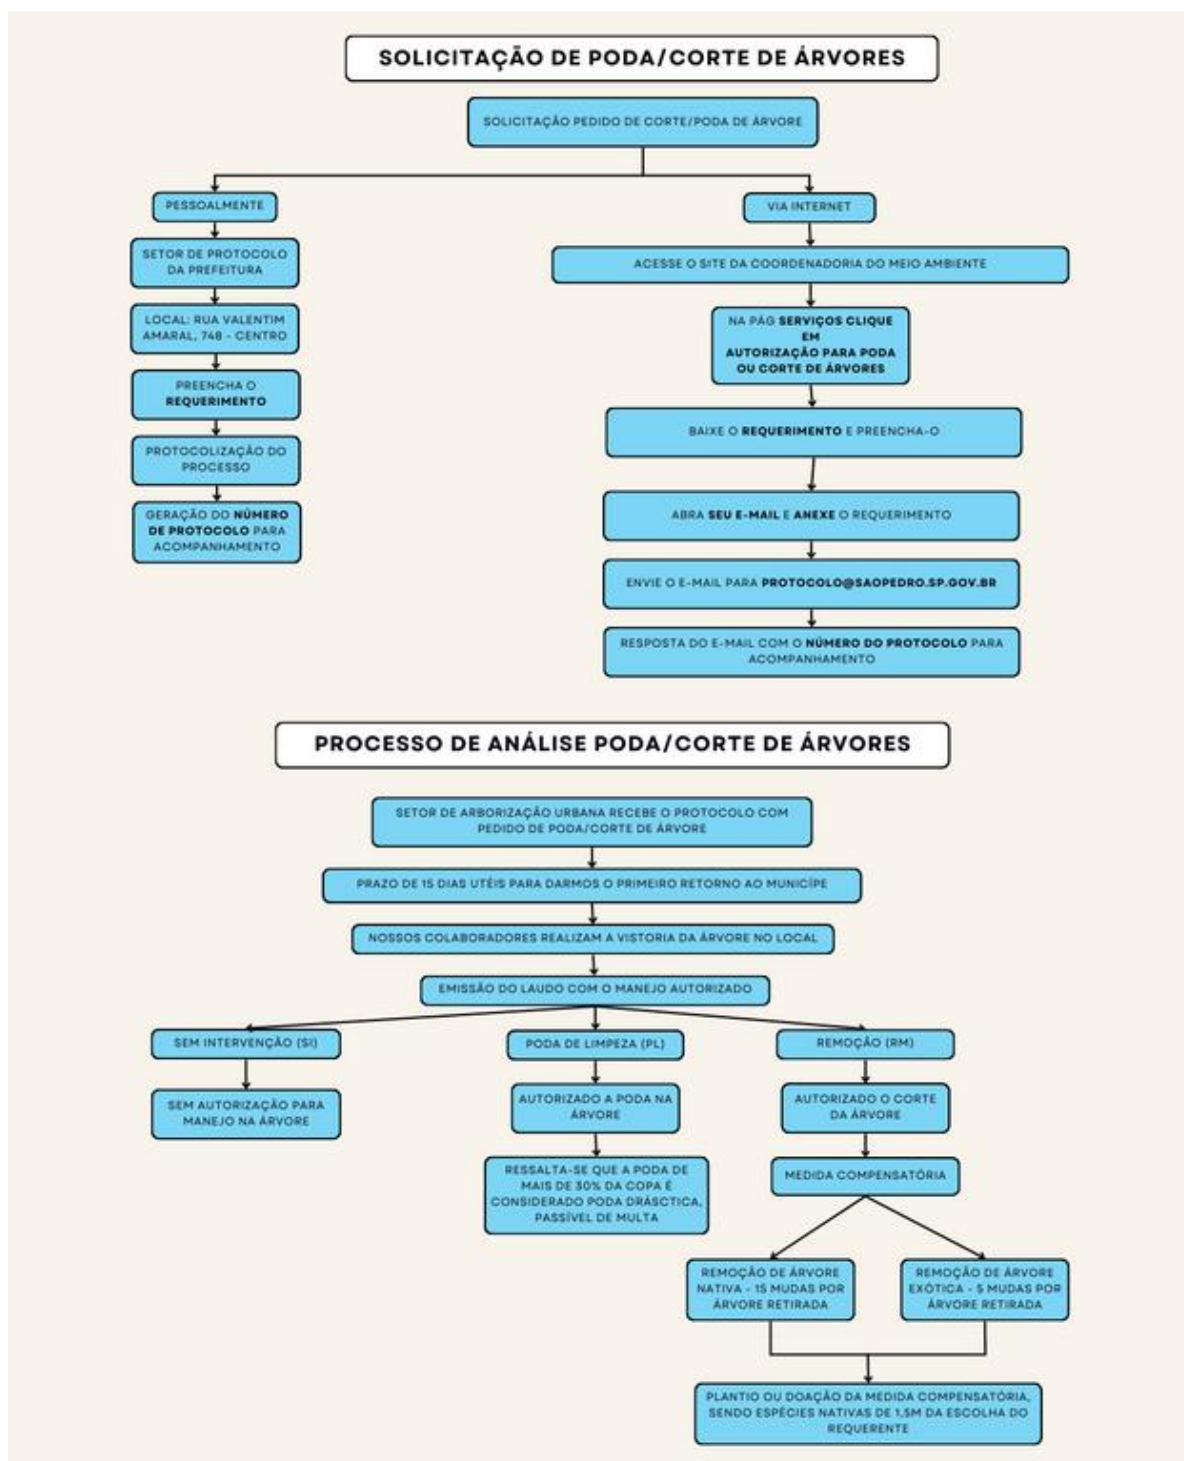 SOLICITAÇÃO DE PODA/CORTE DE ÁRVORES
SOLICITAÇÃO PEDIDO DE CORTE/PODA DE ÁRVORE
PESSOALMENTE
SETOR DE PROTOCOLO
DA PREFEITURA
LOCAL: RUA VALENTIM
AMARAL, 748 - CENTRO
PREENCHA O
REQUERIMENTO
PROTOCOLIZAÇÃO DO
PROCESSO
GERAÇÃO DO NÚMERO
DE PROTOCOLO PARA
ACOMPANHAMENTO
VIA INTERNET
ACESSE O SITE DA COORDENADORIA DO MEIO AMBIENTE
NA PÁG SERVIÇOS CLIQUE
EM
AUTORIZAÇÃO PARA PODA
OU CORTE DE ÁRVORES
BAIXE O REQUERIMENTO E PREENCHA-O
ABRA SEU E-MAIL E ANEXE O REQUERIMENTO
ENVIE O E-MAIL PARA PROTOCOLO@SAOPEDRO.SP.GOV.BR
RESPOSTA DO E-MAIL COM O NÚMERO DO PROTOCOLO PARA
ACOMPANHAMENTO
PROCESSO DE ANÁLISE PODA/CORTE DE ÁRVORES
SETOR DE ARBORIZAÇÃO URBANA RECEBE O PROTOCOLO COM
PEDIDO DE PODA/CORTE DE ÁRVORE
PRAZO DE 15 DIAS UTÉIS PARA DARMOS O PRIMEIRO RETORNO AO MUNICÍPE
NOSSOS COLABORADORES REALIZAM A VISTORIA DA ÁRVORE NO LOCAL
EMISSÃO DO LAUDO COM O MANEJO AUTORIZADO
SEM INTERVENÇÃO (SI)
SEM AUTORIZAÇÃO PARA
MANEJO NA ÁRVORE
PODA DE LIMPEZA (PL)
AUTORIZADO A PODA NA
ÁRVORE
RESSALTA-SE QUE A PODA DE
MAIS DE 30% DA COPA É
CONSIDERADO PODA DRÁSCTICA,
PASSÍVEL DE MULTA
REMOÇÃO (RM)
AUTORIZADO O CORTE
DA ÁRVORE
MEDIDA COMPENSATÓRIA
REMOÇÃO DE ÁRVORE
NATIVA - 15 MUDAS POR
ÁRVORE RETIRADA
REMOÇÃO DE ÁRVORE
EXÓTICA - 5 MUDAS POR
ÁRVORE RETIRADA
PLANTIO OU DOAÇÃO DA MEDIDA COMPENSATÓRIA,
SENDO ESPÉCIES NATIVAS DE 1,5M DA ESCOLHA DO
REQUERENTE